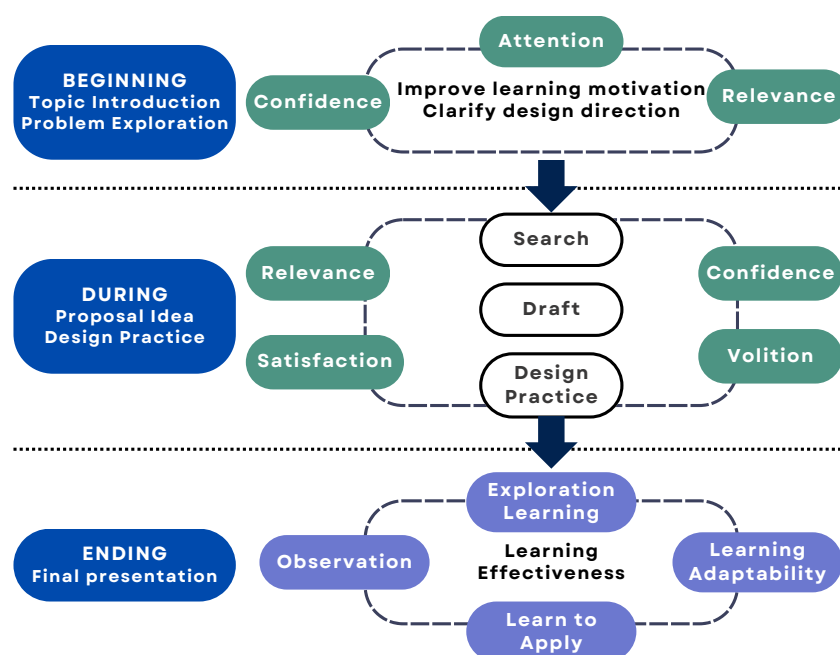 BEGINNING
Topic Introduction
Problem Exploration
Attention
Confidence
Improve learning motivation
Clarify design direction
Relevance
DURING
Proposal Idea
Design Practice
Relevance
Satisfaction
Search
Draft
Design
Practice
Confidence
Volition
ENDING
Final presentation
Exploration
Learning
Observation
Learning
Effectiveness
Learning
Adaptability
Learn to
Apply